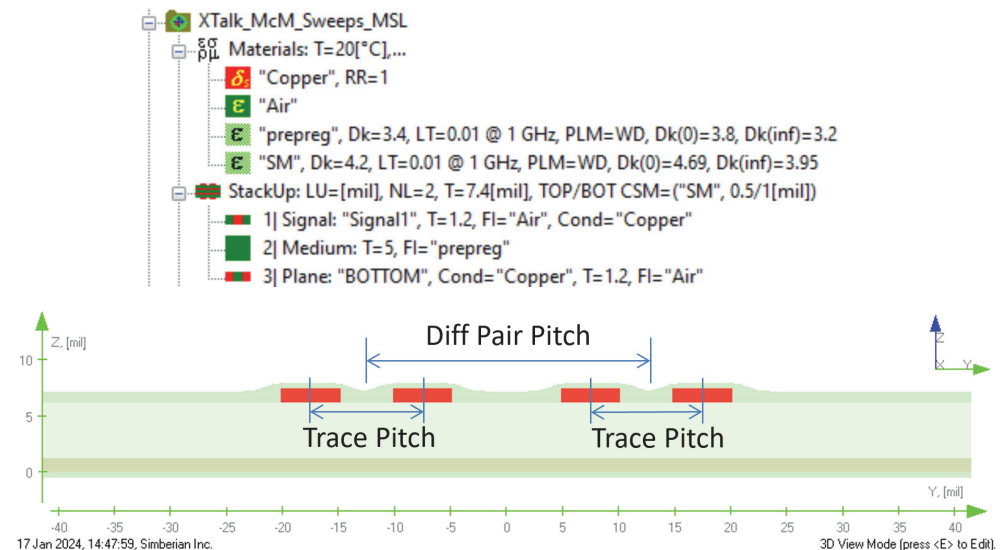 XTalk_McM_Sweeps_MSL
εσ
ρμ Materials: T=20[°C],...
δs "Copper", RR=1
ε "Air"
ε "prepreg", Dk=3.4, LT=0.01 @ 1 GHz, PLM=WD, Dk(0)=3.8, Dk(inf)=3.2
ε "SM", Dk=4.2, LT=0.01 @ 1 GHz, PLM=WD, Dk(0)=4.69, Dk(inf)=3.95
StackUp: LU=[mil], NL=2, T=7.4[mil], TOP/BOT CSM=("SM", 0.5/1[mil])
1| Signal: "Signal1", T=1.2, Fl="Air", Cond="Copper"
2| Medium: T=5, Fl="prepreg"
3| Plane: "BOTTOM", Cond="Copper", T=1.2, Fl="Air"
Z, [mil]
Diff Pair Pitch
Z
X Y
10
5
Trace Pitch Trace Pitch
0
Y, [mil]
-40 -35 -30 -25 -20 -15 -10 -5 0 5 10 15 20 25 30 35 40
17 Jan 2024, 14:47:59, Simberian Inc. 3D View Mode (press <E> to Edit).